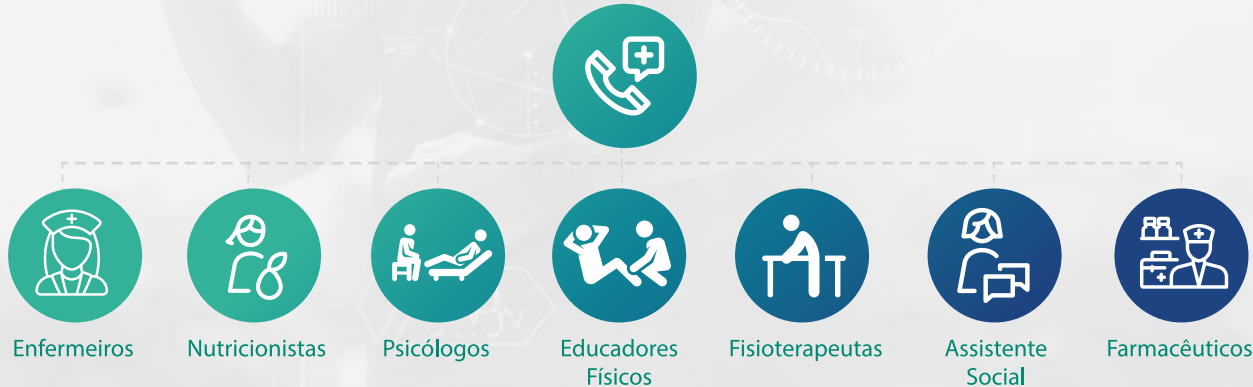 Enfermeiros
Nutricionistas
Psicólogos
Educadores
Físicos
Fisioterapeutas
Assistente
Social
Farmacêuticos